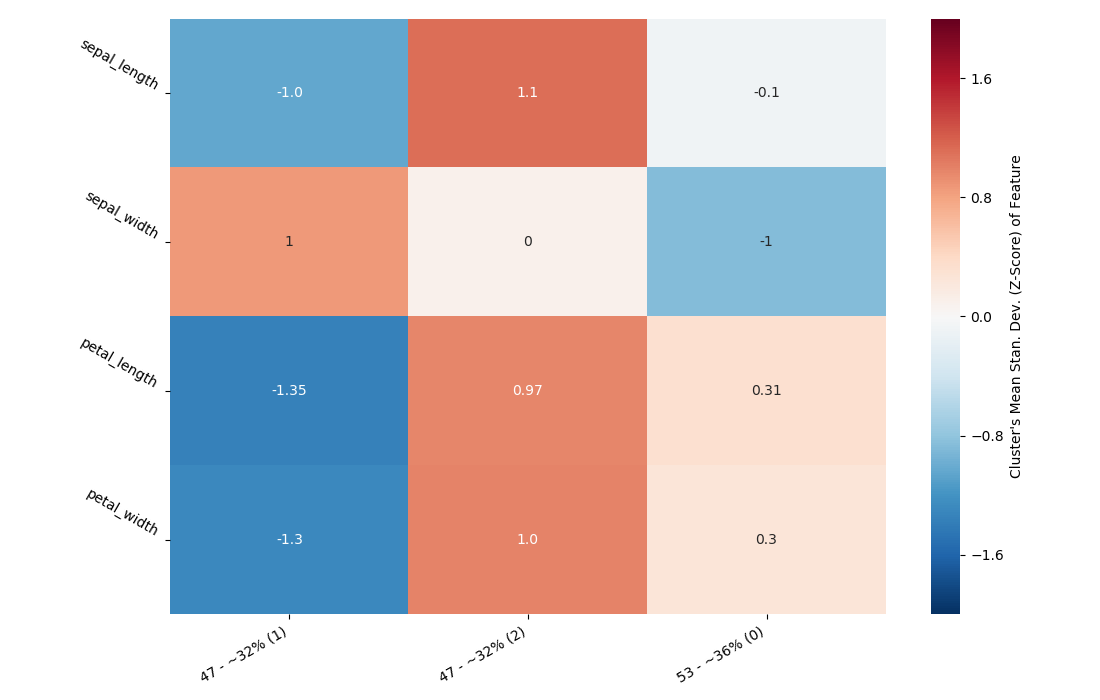 sepal_length
-1.0
1.1
-0.1
sepal_width
1
0
-1
petal_length
-1.35
0.97
0.31
petal_width
-1.3
1.0
0.3
47 - ~32% (1)
47 - ~32% (2)
53 - ~36% (0)
1.6
0.8
0.0
−0.8
−1.6
Cluster's Mean Stan. Dev. (Z-Score) of Feature